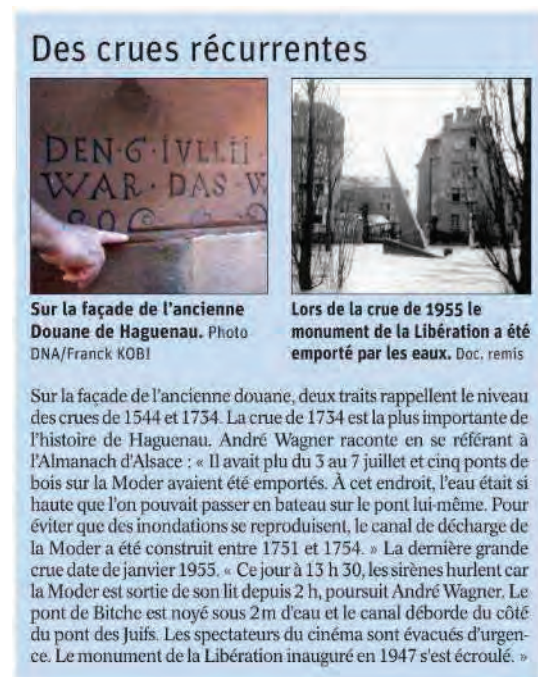 Des crues récurrentes
DEN·6·IVLLII·
WAR·DAS·W
Sur la façade de l'ancienne
Douane de Haguenau. Photo
DNA/Franck KOBI
Lors de la crue de 1955 le
monument de la Libération a été
emporté par les eaux. Doc. remis
Sur la façade de l'ancienne douane, deux traits rappellent le niveau
des crues de 1544 et 1734. La crue de 1734 est la plus importante de
l'histoire de Haguenau. André Wagner raconte en se référant à
l'Almanach d'Alsace : « Il avait plu du 3 au 7 juillet et cinq ponts de
bois sur la Moder avaient été emportés. À cet endroit, l'eau était si
haute que l'on pouvait passer en bateau sur le pont lui-même. Pour
éviter que des inondations se reproduisent, le canal de décharge de
la Moder a été construit entre 1751 et 1754. » La dernière grande
crue date de janvier 1955. « Ce jour à 13 h 30, les sirènes hurlent car
la Moder est sortie de son lit depuis 2 h, poursuit André Wagner. Le
pont de Bitche est noyé sous 2 m d'eau et le canal déborde du côté
du pont des Juifs. Les spectateurs du cinéma sont évacués d'urgen-
ce. Le monument de la Libération inauguré en 1947 s'est écroulé. »